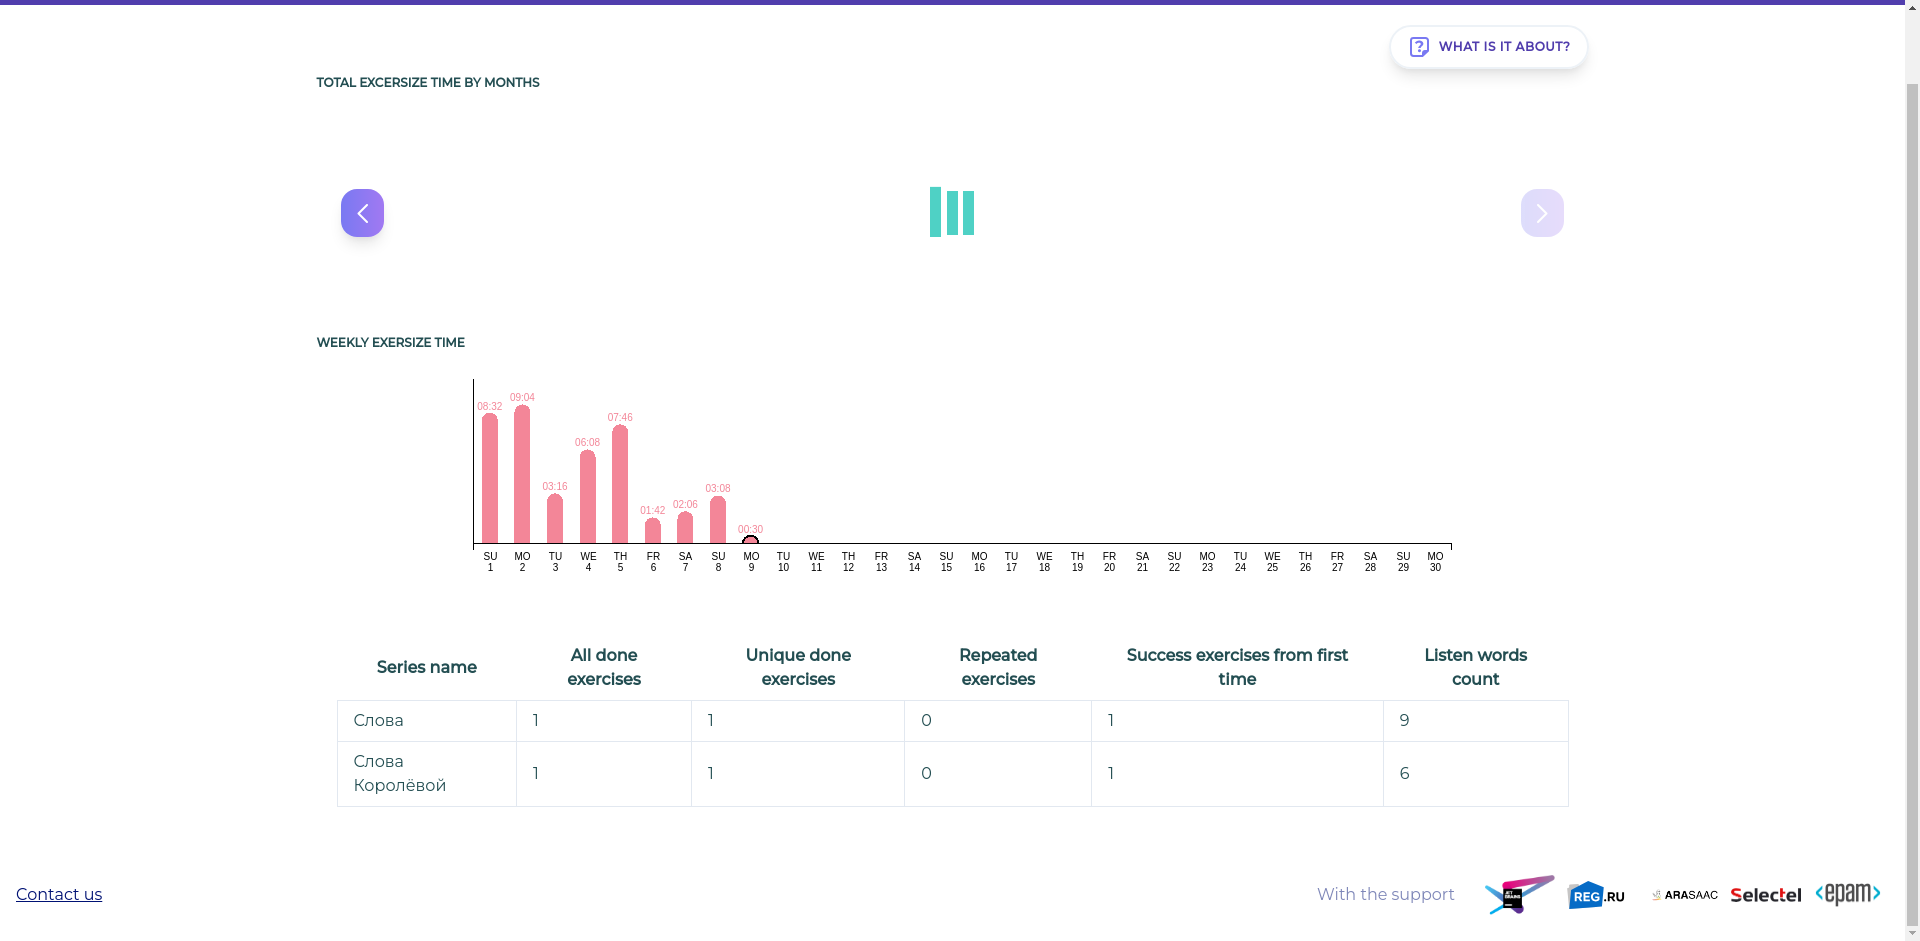 WHAT IS IT ABOUT?
TOTAL EXCERSIZE TIME BY MONTHS
WEEKLY EXERSIZE TIME
08:32 09:04 03:16 06:08 07:46 01:42 02:06 03:08 00:30
SU MO TU WE TH FR SA SU MO TU WE TH FR SA SU MO TU WE TH FR SA SU MO TU WE TH FR SA SU MO
1 2 3 4 5 6 7 8 9 10 11 12 13 14 15 16 17 18 19 20 21 22 23 24 25 26 27 28 29 30
Series name All done exercises Unique done exercises Repeated exercises Success exercises from first time Listen words count
Слова 1 1 0 1 9
Слова Королёвой 1 1 0 1 6
Contact us With the support JET BRAINS REG.RU ARASAAC Selectel <epam>